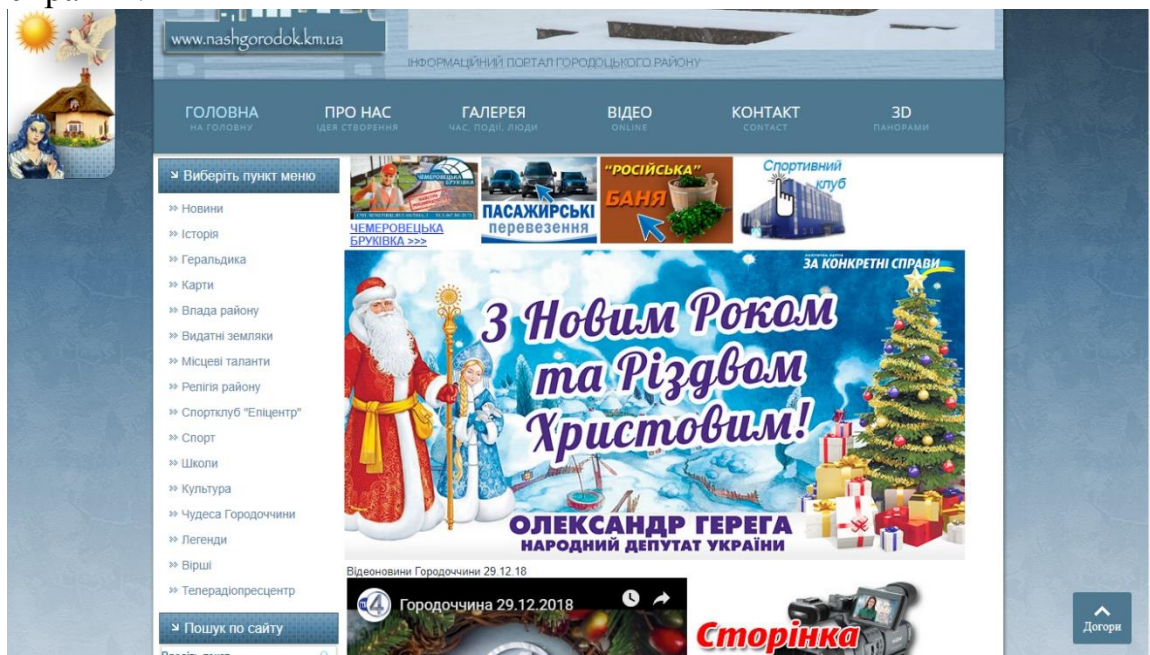 www.nashgorodok.km.ua
ІНФОРМАЦІЙНИЙ ПОРТАЛ ГОРОДОЦЬКОГО РАЙОНУ
ГОЛОВНА
НА ГОЛОВНУ
ПРО НАС
ІДЕЯ СТВОРЕННЯ
ГАЛЕРЕЯ
ЧАС, ПОДІЇ, ЛЮДИ
ВІДЕО
ONLINE
КОНТАКТ
CONTACT
3D
ПАНОРАМИ
Виберіть пункт меню
Новини
Історія
Геральдика
Карти
Влада району
Видатні земляки
Місцеві таланти
Релігія району
Спортклуб "Епіцентр"
Спорт
Школи
Культура
Чудеса Городоччини
Легенди
Вірші
Телерадіопресцентр
Пошук по сайту
ЧЕМЕРОВЕЦЬКА
БРУКІВКА
ЧЕМЕРОВЕЦЬКА
БРУКІВКА >>>
ПАСАЖИРСЬКІ
перевезення
"РОСІЙСЬКА"
БАНЯ
Спортивний
клуб
ЗА КОНКРЕТНІ СПРАВИ
З Новим Роком
та Різдвом
Христовим!
ОЛЕКСАНДР ГЕРЕГА
НАРОДНИЙ ДЕПУТАТ УКРАЇНИ
Відеоновини Городоччини 29.12.18
4
Городоччина 29.12.2018
Сторінка
Догори